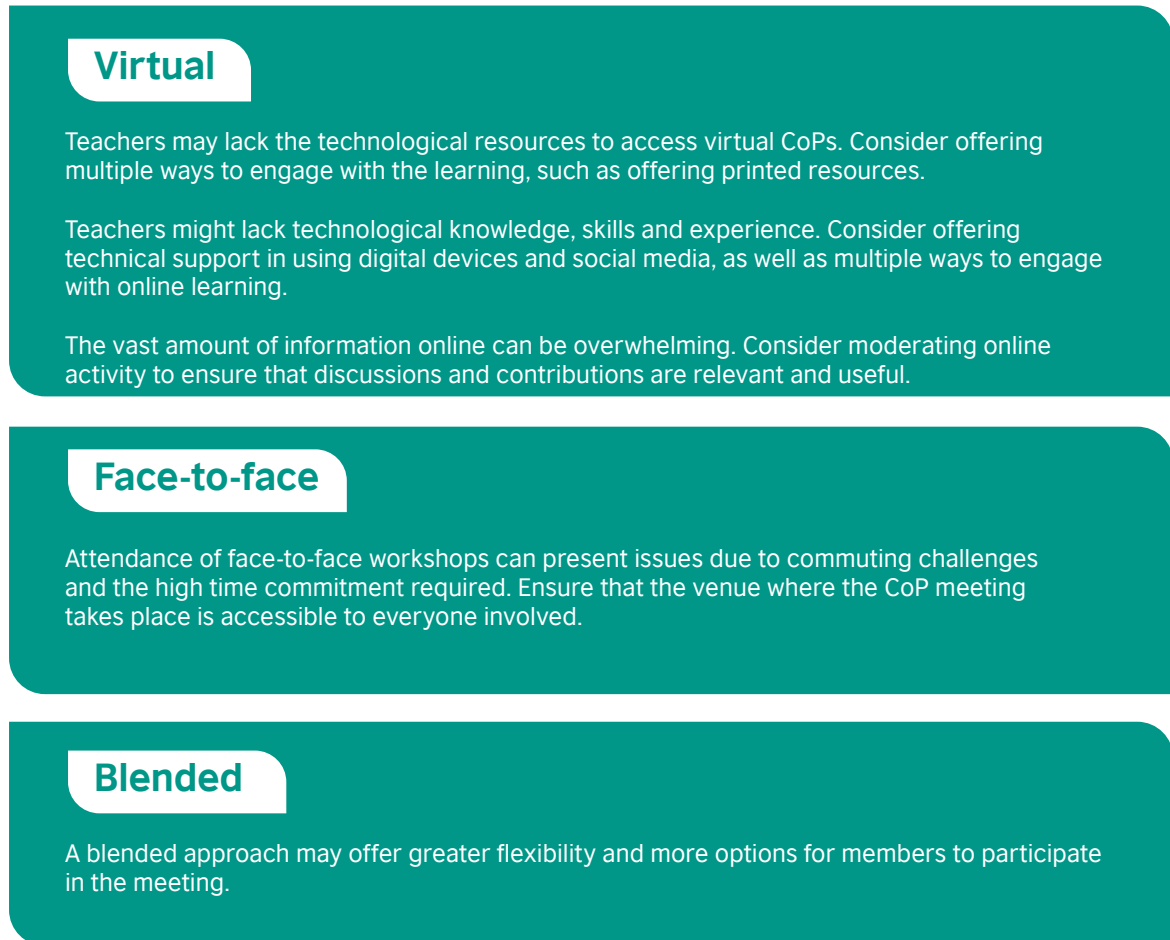 Virtual
Teachers may lack the technological resources to access virtual CoPs. Consider offering
multiple ways to engage with the learning, such as offering printed resources.
Teachers might lack technological knowledge, skills and experience. Consider offering
technical support in using digital devices and social media, as well as multiple ways to engage
with online learning.
The vast amount of information online can be overwhelming. Consider moderating online
activity to ensure that discussions and contributions are relevant and useful.
Face-to-face
Attendance of face-to-face workshops can present issues due to commuting challenges
and the high time commitment required. Ensure that the venue where the CoP meeting
takes place is accessible to everyone involved.
Blended
A blended approach may offer greater flexibility and more options for members to participate
in the meeting.